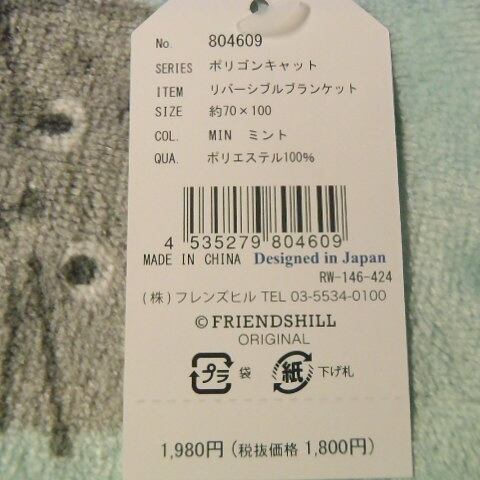 No. 804609
SERIES ポリゴンキャット
ITEM リバーシブルブランケット
SIZE 約70×100
COL. MIN ミント
QUA. ポリエステル100%
4 535279 804609
MADE IN CHINA Designed in Japan
RW-146-424
(株) フレンズヒル TEL 03-5534-0100
© FRIENDSHILL
ORIGINAL
プラ 袋 紙 下げ札
1,980円 (税抜価格 1,800円)